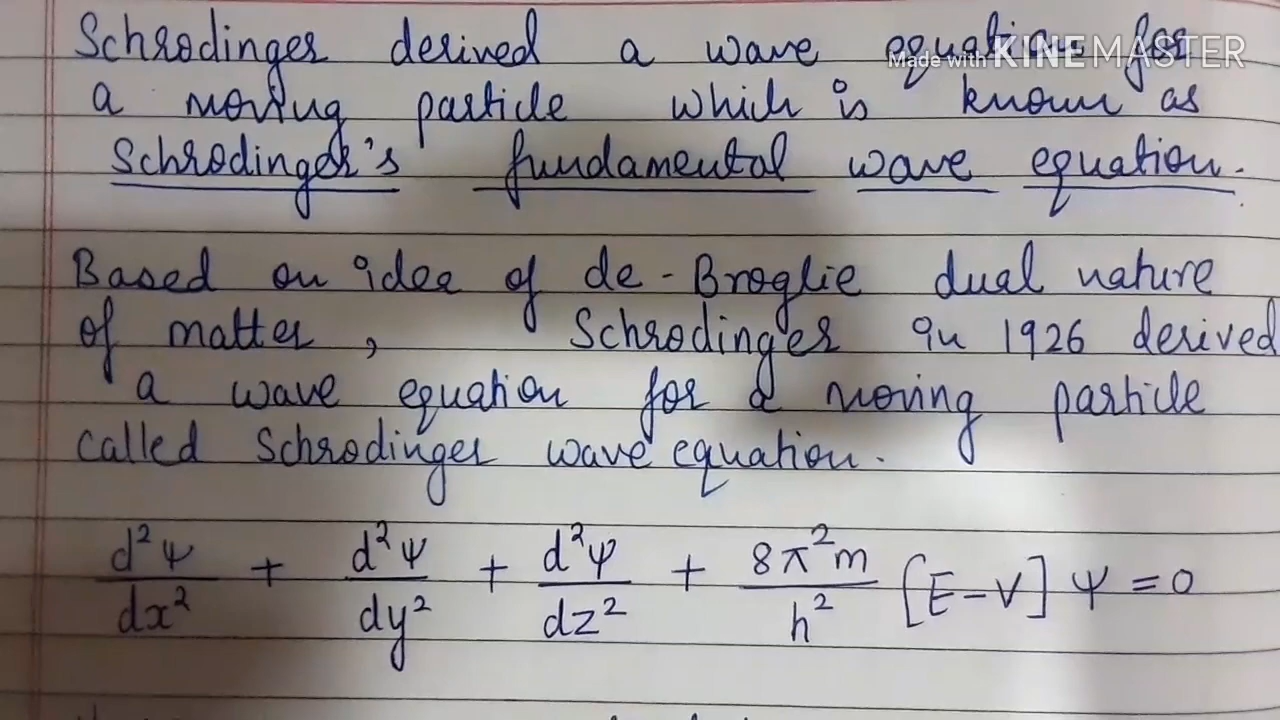 Schrodinger derived a wave equation for
Made with KINEMASTER
a moving particle which is known as
Schrodinger's fundamental wave equation.
Based on idea of de-Broglie dual nature
of matter, Schrodinger in 1926 derived
a wave equation for a moving particle
called Schrodinger wave equation.
d²ψ/dx² + d²ψ/dy² + d²ψ/dz² + 8π²m/h² [E-V] ψ = 0